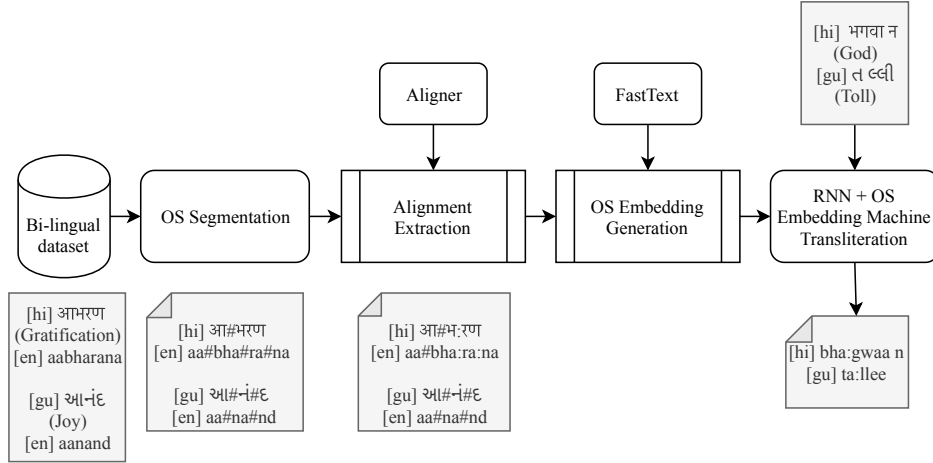 [hi] भगवा न
(God)
[gu] ત લ્લી
(Toll)
Aligner
FastText
Bi-lingual
dataset
OS Segmentation
Alignment
Extraction
OS Embedding
Generation
RNN + OS
Embedding Machine
Transliteration
[hi] आभरण
(Gratification)
[en] aabharana
[gu] આનંદ
(Joy)
[en] aanand
[hi] आ#भरण
[en] aa#bha#ra#na
[gu] આ#નં#દ
[en] aa#na#nd
[hi] आ#भ:रण
[en] aa#bha:ra:na
[gu] આ#નં#દ
[en] aa#na#nd
[hi] bha:gwaa n
[gu] ta:llee